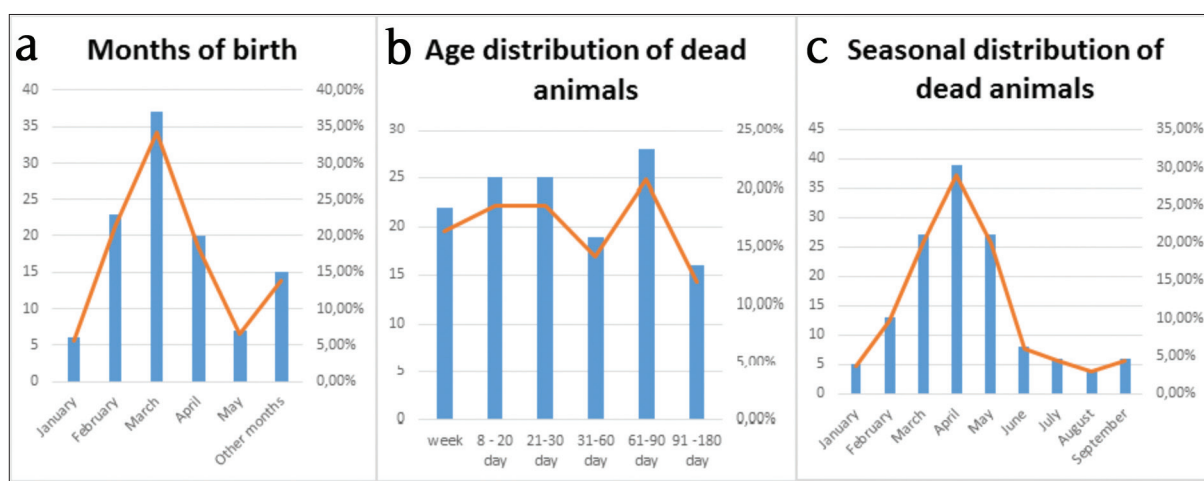 a
Months of birth
40
35
30
25
20
15
10
5
0
40,00%
35,00%
30,00%
25,00%
20,00%
15,00%
10,00%
5,00%
0,00%
January
February
March
April
May
Other months
b
Age distribution of dead
animals
30
25
20
15
10
5
0
25,00%
20,00%
15,00%
10,00%
5,00%
0,00%
week
8 - 20
day
21-30
day
31-60
day
61-90
day
91 -180
day
c
Seasonal distribution of
dead animals
45
40
35
30
25
20
15
10
5
0
35,00%
30,00%
25,00%
20,00%
15,00%
10,00%
5,00%
0,00%
January
February
March
April
May
June
July
August
September